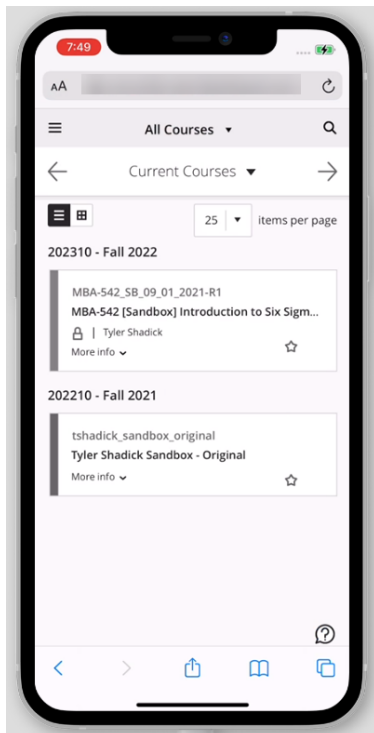 7:49
AA
All Courses
Current Courses
25 items per page
202310 - Fall 2022
MBA-542_SB_09_01_2021-R1
MBA-542 [Sandbox] Introduction to Six Sigm...
| Tyler Shadick
More info
202210 - Fall 2021
tshadick_sandbox_original
Tyler Shadick Sandbox - Original
More info